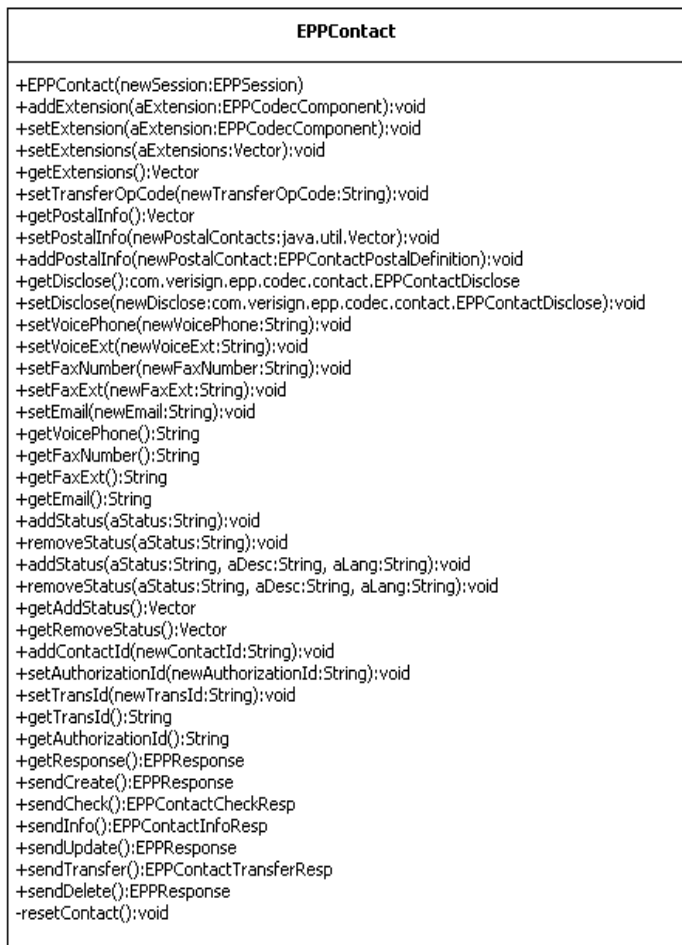 EPPContact
+EPPContact(newSession:EPPSession)
+addExtension(aExtension:EPPCodecComponent):void
+setExtension(aExtension:EPPCodecComponent):void
+setExtensions(aExtensions:Vector):void
+getExtensions():Vector
+setTransferOpCode(newTransferOpCode:String):void
+getPostalInfo():Vector
+setPostalInfo(newPostalContacts:java.util.Vector):void
+addPostalInfo(newPostalContact:EPPContactPostalDefinition):void
+getDisclose():com.verisign.epp.codec.contact.EPPContactDisclose
+setDisclose(newDisclose:com.verisign.epp.codec.contact.EPPContactDisclose):void
+setVoicePhone(newVoicePhone:String):void
+setVoiceExt(newVoiceExt:String):void
+setFaxNumber(newFaxNumber:String):void
+setFaxExt(newFaxExt:String):void
+setEmail(newEmail:String):void
+getVoicePhone():String
+getFaxNumber():String
+getFaxExt():String
+getEmail():String
+addStatus(aStatus:String):void
+removeStatus(aStatus:String):void
+addStatus(aStatus:String, aDesc:String, aLang:String):void
+removeStatus(aStatus:String, aDesc:String, aLang:String):void
+getAddStatus():Vector
+getRemoveStatus():Vector
+addContactId(newContactId:String):void
+setAuthorizationId(newAuthorizationId:String):void
+setTransId(newTransId:String):void
+getTransId():String
+getAuthorizationId():String
+getResponse():EPPResponse
+sendCreate():EPPResponse
+sendCheck():EPPContactCheckResp
+sendInfo():EPPContactInfoResp
+sendUpdate():EPPResponse
+sendTransfer():EPPContactTransferResp
+sendDelete():EPPResponse
-resetContact():void